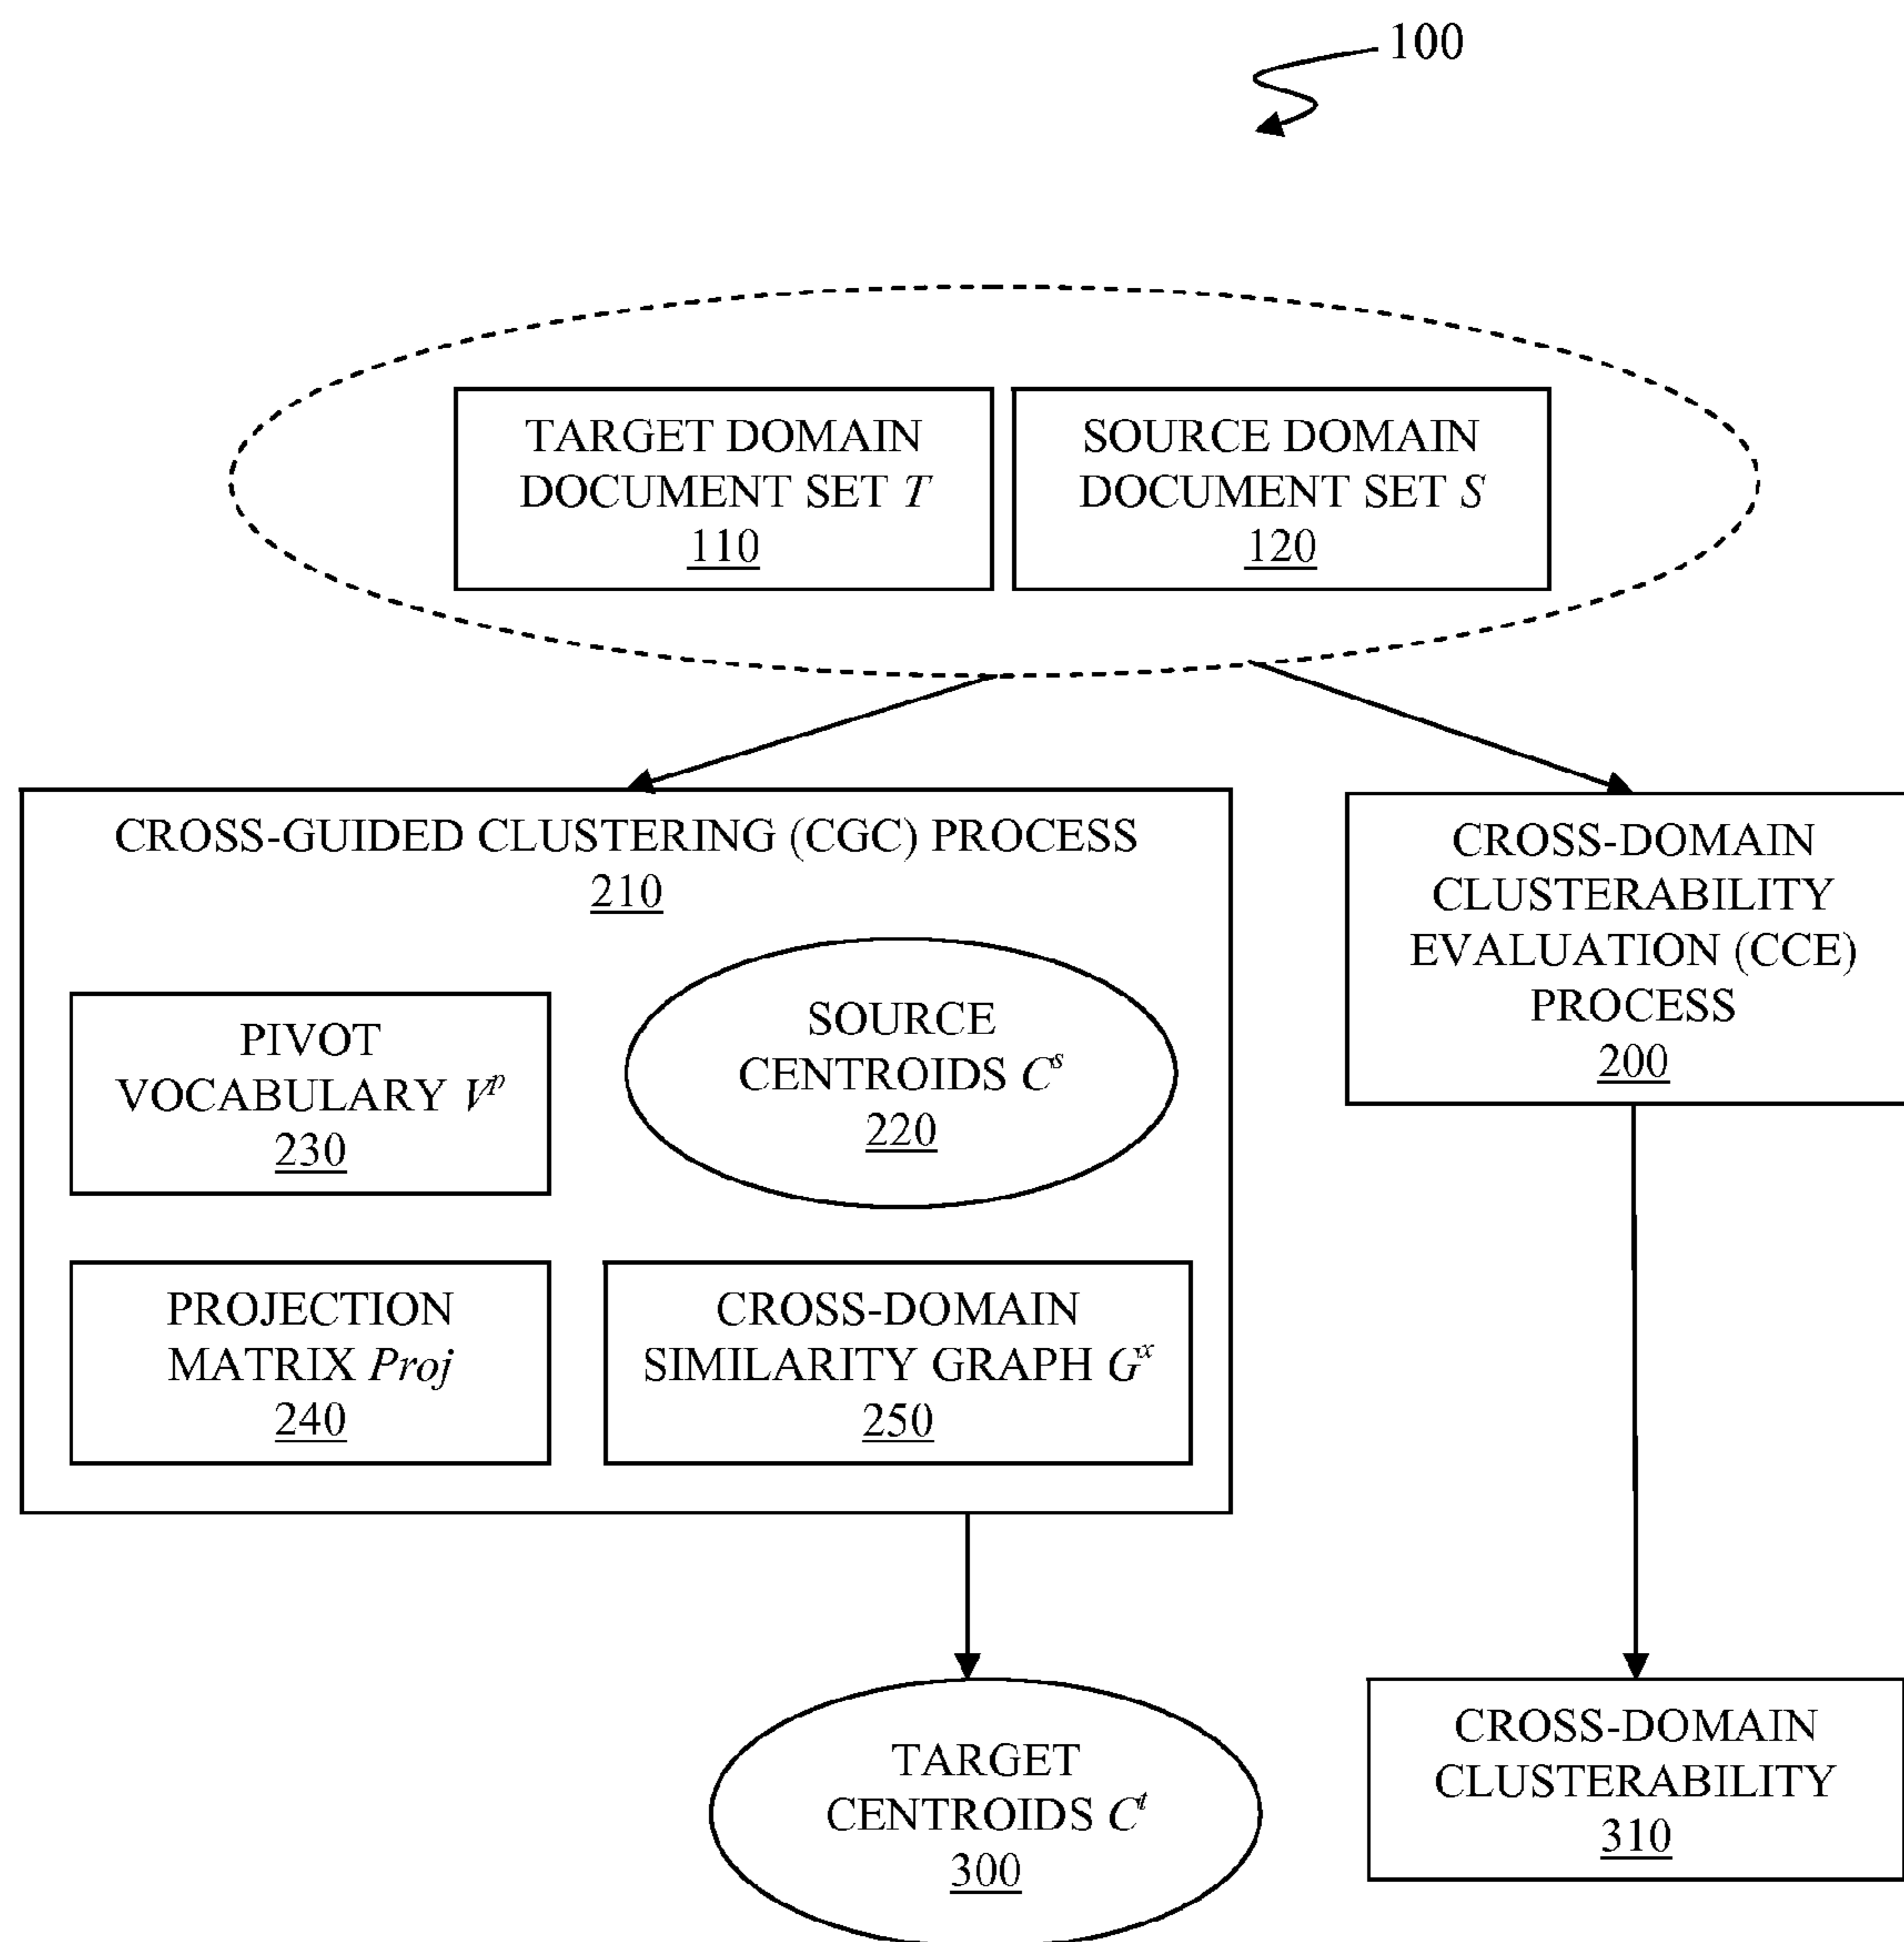 100
TARGET DOMAIN
DOCUMENT SET T
110
SOURCE DOMAIN
DOCUMENT SET S
120
CROSS-GUIDED CLUSTERING (CGC) PROCESS
210
PIVOT
VOCABULARY V^p
230
SOURCE
CENTROIDS C^s
220
PROJECTION
MATRIX Proj
240
CROSS-DOMAIN
SIMILARITY GRAPH G^x
250
CROSS-DOMAIN
CLUSTERABILITY
EVALUATION (CCE)
PROCESS
200
TARGET
CENTROIDS C^t
300
CROSS-DOMAIN
CLUSTERABILITY
310